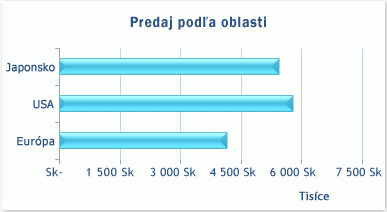 Predaj podľa oblasti
Japonsko
USA
Európa
Sk- 1 500 Sk 3 000 Sk 4 500 Sk 6 000 Sk 7 500 Sk
Tisíce